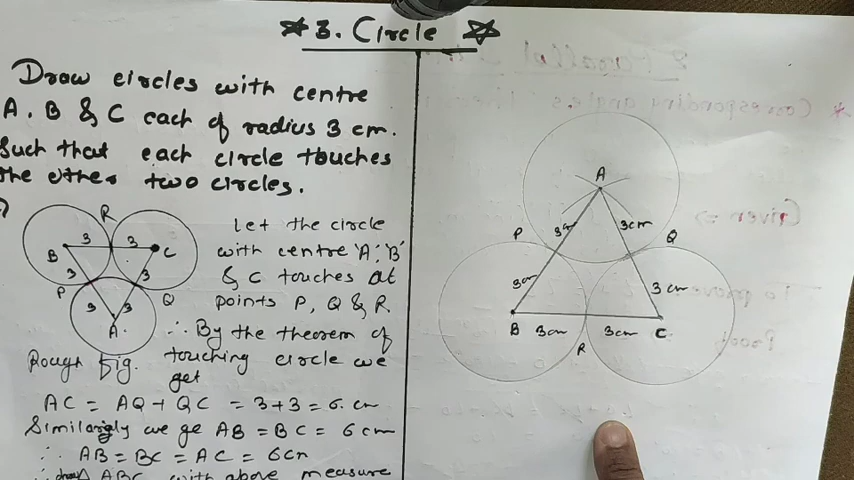 3. Circle
Draw circles with centre
A. B & C each of radius 3 cm.
Such that each circle touches
the other two circles.
R
3 3
B C
3 3
P Q
3 3
A
Rough fig.
Let the circle
with centre 'A', 'B'
& C touches at
points P, Q & R
∴ By the theorem of
touching circle we
get
AC = AQ + QC = 3+3 = 6. cm
Similargly we ge AB = BC = 6 cm
∴ AB = BC = AC = 6cm
ABC with above measure
A
P 3cm Q
3cm 3cm
B 3cm 3cm C
R